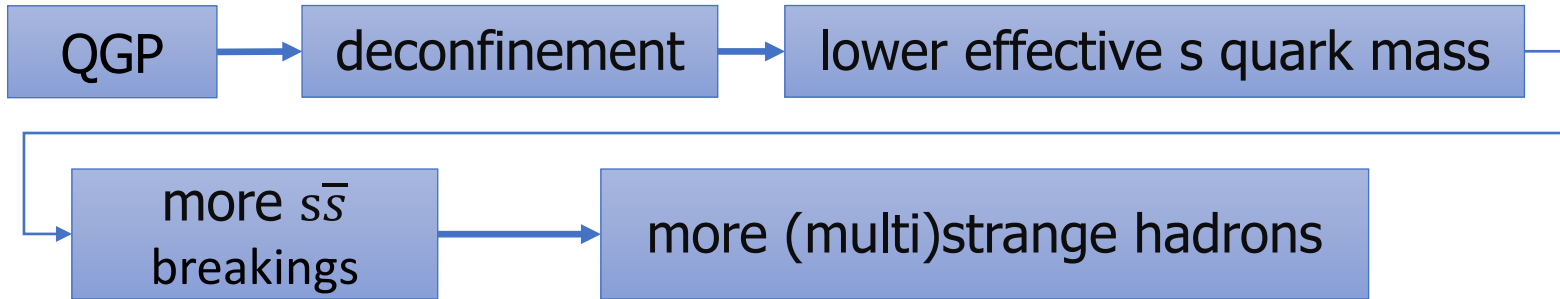 QGP
deconfinement
lower effective s quark mass
more ss̅
breakings
more (multi)strange hadrons